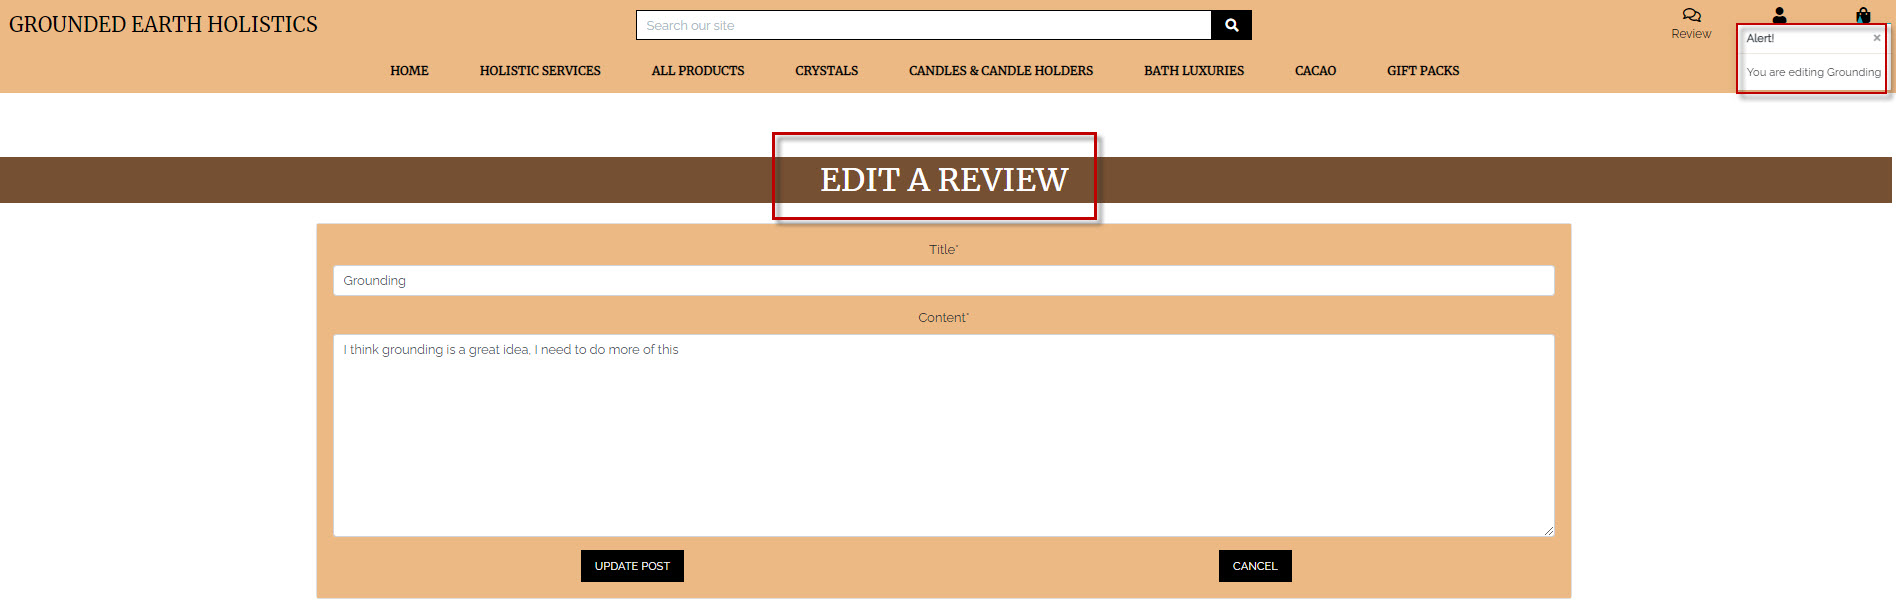 GROUNDED EARTH HOLISTICS
Search our site
Review
Alert!
×
You are editing Grounding
HOME HOLISTIC SERVICES ALL PRODUCTS CRYSTALS CANDLES & CANDLE HOLDERS BATH LUXURIES CACAO GIFT PACKS
EDIT A REVIEW
Title*
Grounding
Content*
I think grounding is a great idea, I need to do more of this
UPDATE POST CANCEL